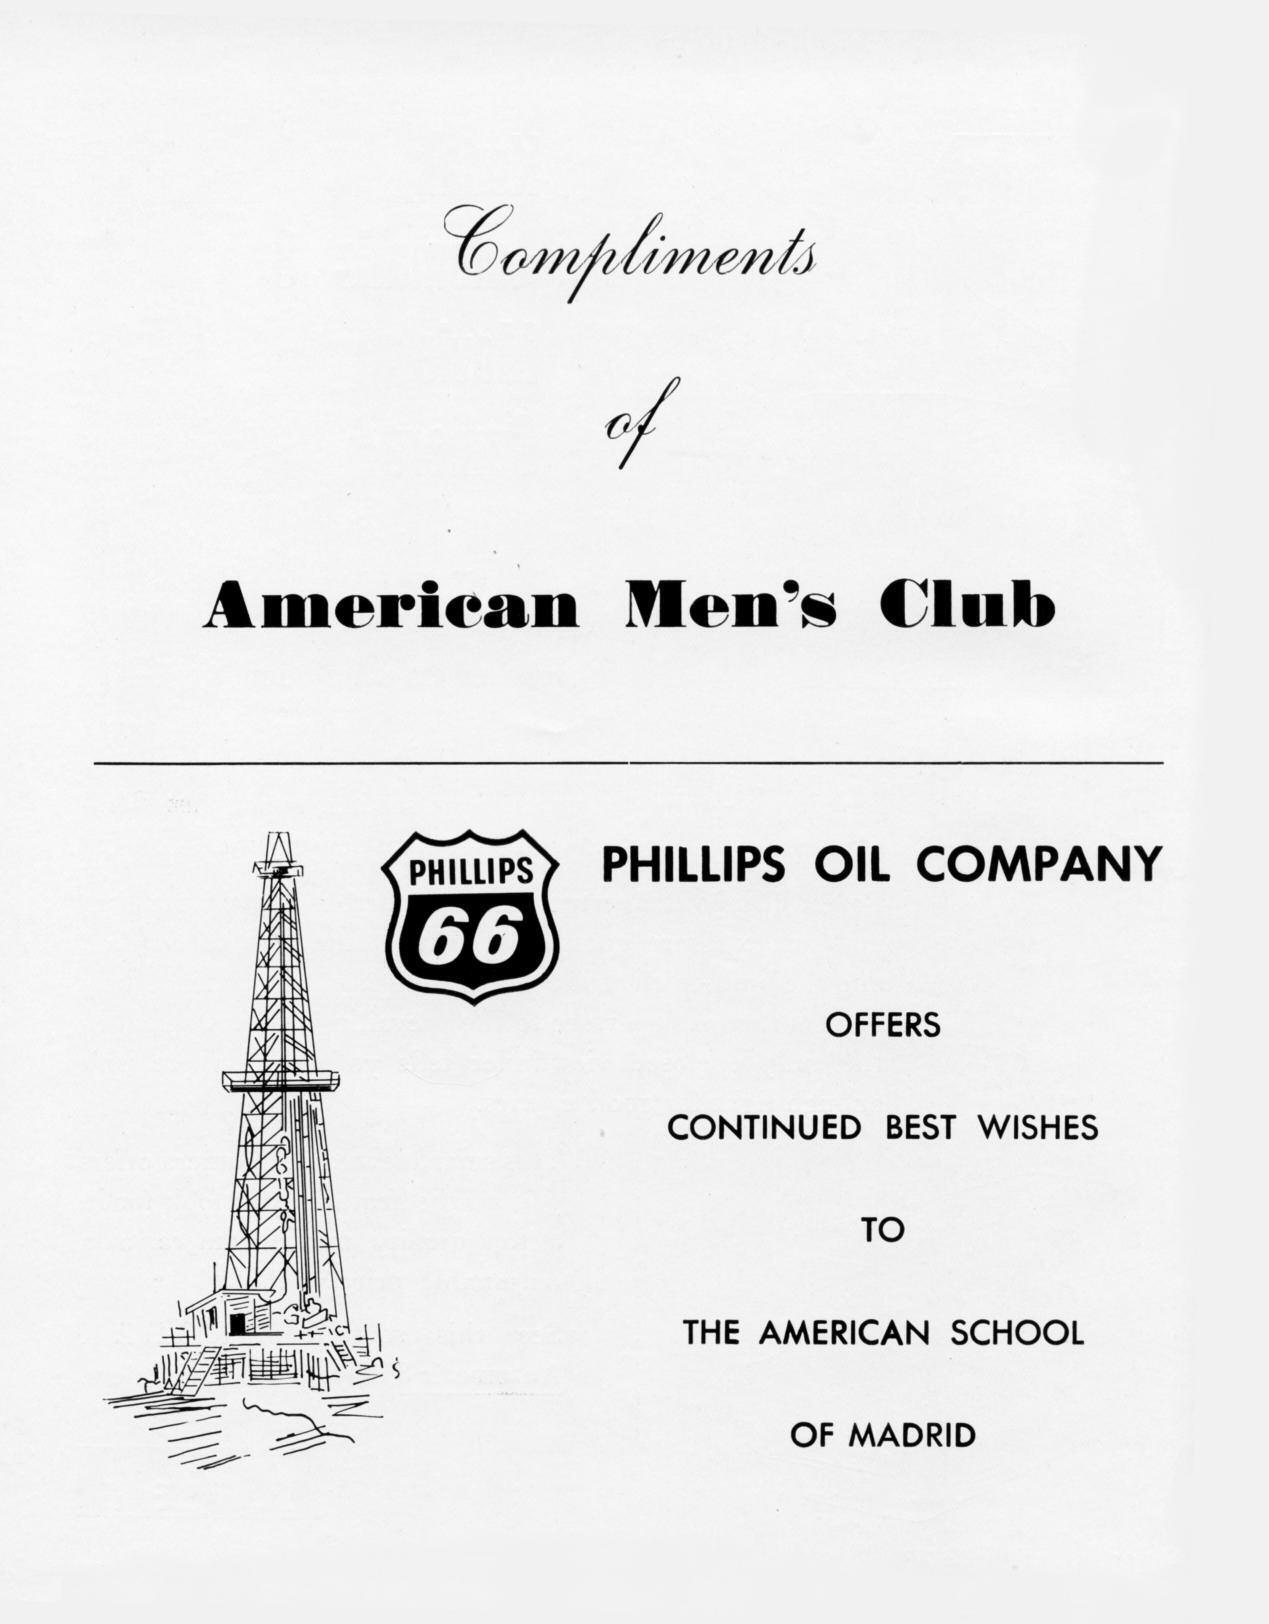 Compliments
of
American Men's Club
PHILLIPS
66
PHILLIPS OIL COMPANY
OFFERS
CONTINUED BEST WISHES
TO
THE AMERICAN SCHOOL
OF MADRID